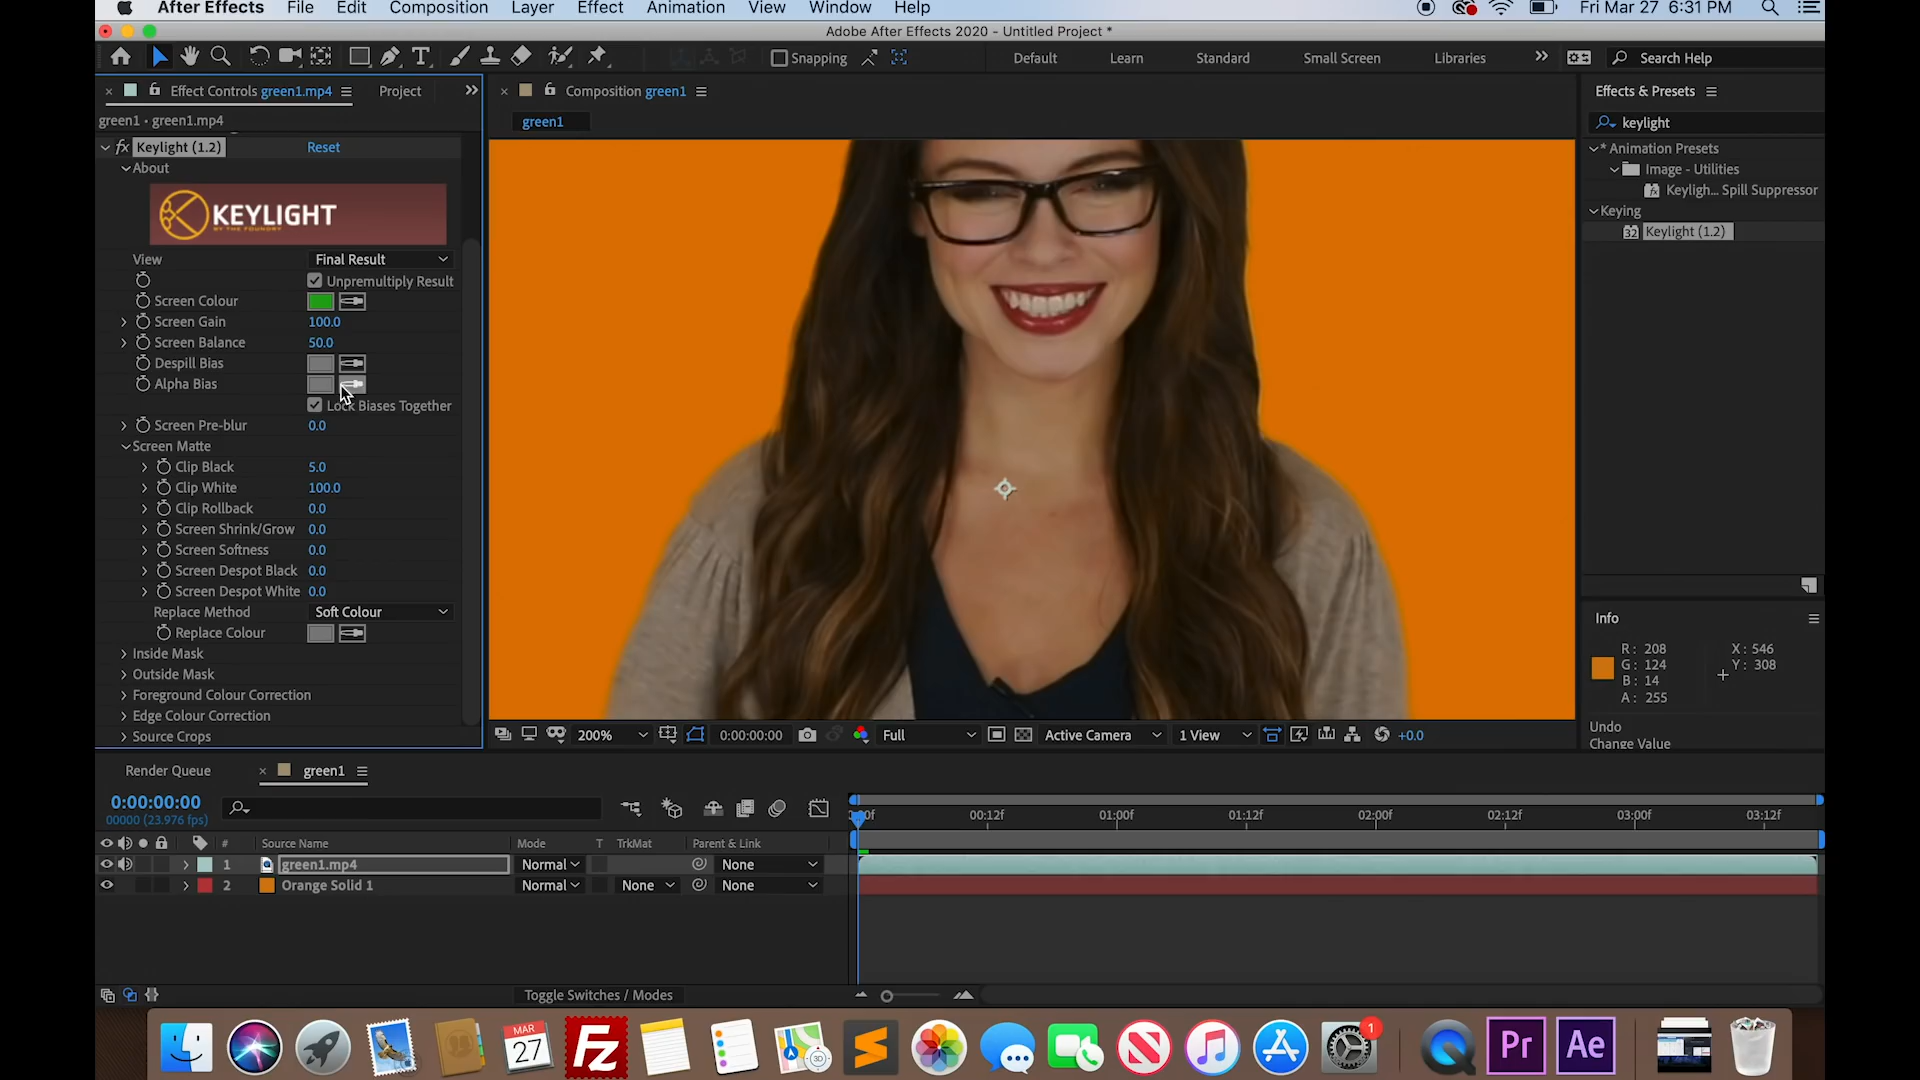 After Effects File Edit Composition Layer Effect Animation View Window Help Fri Mar 27 6:31 PM
Adobe After Effects 2020 - Untitled Project *
Snapping Default Learn Standard Small Screen Libraries Search Help
Effect Controls green1.mp4 Project
green1 • green1.mp4
fx Keylight (1.2) Reset
About
KEYLIGHT
BY THE FOUNDRY
View Final Result
Unpremultiply Result
Screen Colour
Screen Gain 100.0
Screen Balance 50.0
Despill Bias
Alpha Bias
Lock Biases Together
Screen Pre-blur 0.0
Screen Matte
Clip Black 5.0
Clip White 100.0
Clip Rollback 0.0
Screen Shrink/Grow 0.0
Screen Softness 0.0
Screen Despot Black 0.0
Screen Despot White 0.0
Replace Method Soft Colour
Replace Colour
Inside Mask
Outside Mask
Foreground Colour Correction
Edge Colour Correction
Source Crops
Composition green1
green1
200% 0:00:00:00 Full Active Camera 1 View +0.0
Effects & Presets
keylight
* Animation Presets
Image - Utilities
Keyligh... Spill Suppressor
Keying
32 Keylight (1.2)
Info
R: 208 X: 546
G: 124 Y: 308
B: 14
A: 255
Undo
Change Value
Render Queue green1
0:00:00:00
00000 (23.976 fps)
# Source Name Mode T TrkMat Parent & Link
1 green1.mp4 Normal None
2 Orange Solid 1 Normal None None
:00f 00:12f 01:00f 01:12f 02:00f 02:12f 03:00f 03:12f
Toggle Switches / Modes
MAR
27
Fz
3D
1
Pr
Ae